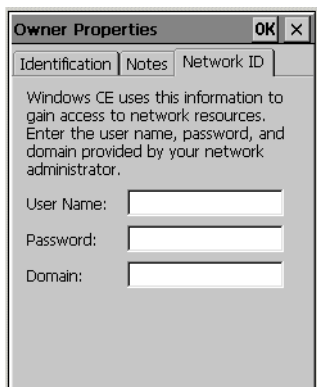 Owner Properties OK ×
Identification Notes Network ID
Windows CE uses this information to
gain access to network resources.
Enter the user name, password, and
domain provided by your network
administrator.
User Name:
Password:
Domain: